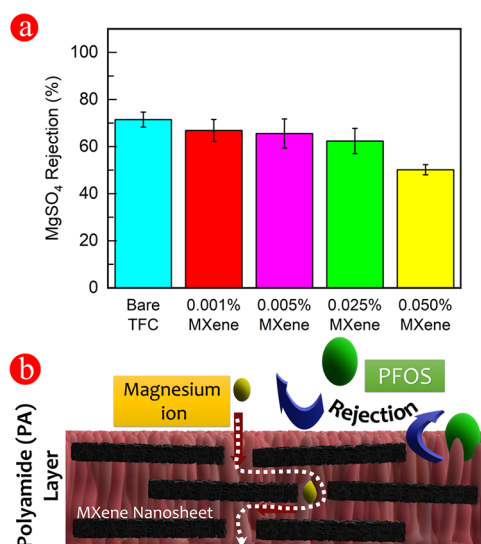 a
100
80
60
40
20
0
MgSO₄ Rejection (%)
Bare TFC
0.001% MXene
0.005% MXene
0.025% MXene
0.050% MXene
b
Magnesium
ion
PFOS
Rejection
Polyamide (PA)
Layer
MXene Nanosheet